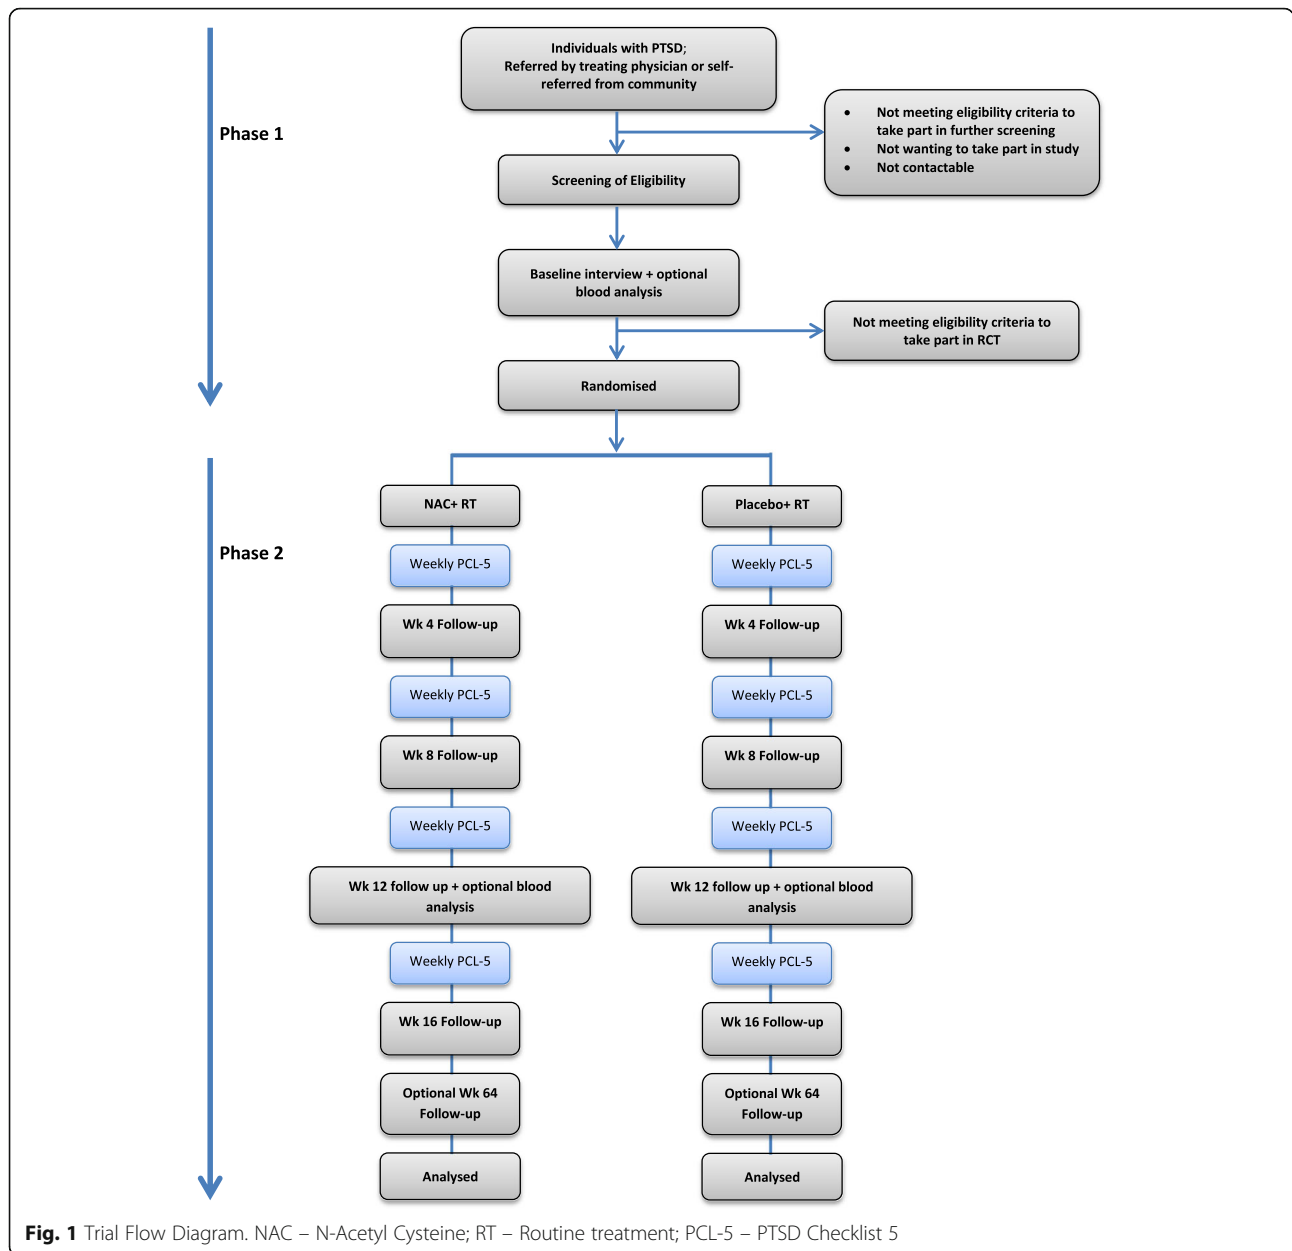 Individuals with PTSD;
Referred by treating physician or self-
referred from community
Phase 1
• Not meeting eligibility criteria to
take part in further screening
• Not wanting to take part in study
• Not contactable
Screening of Eligibility
Baseline interview + optional
blood analysis
Not meeting eligibility criteria to
take part in RCT
Randomised
Phase 2
NAC+ RT
Placebo+ RT
Weekly PCL-5
Weekly PCL-5
Wk 4 Follow-up
Wk 4 Follow-up
Weekly PCL-5
Weekly PCL-5
Wk 8 Follow-up
Wk 8 Follow-up
Weekly PCL-5
Weekly PCL-5
Wk 12 follow up + optional blood
analysis
Wk 12 follow up + optional blood
analysis
Weekly PCL-5
Weekly PCL-5
Wk 16 Follow-up
Wk 16 Follow-up
Optional Wk 64
Follow-up
Optional Wk 64
Follow-up
Analysed
Analysed
Fig. 1 Trial Flow Diagram. NAC – N-Acetyl Cysteine; RT – Routine treatment; PCL-5 – PTSD Checklist 5